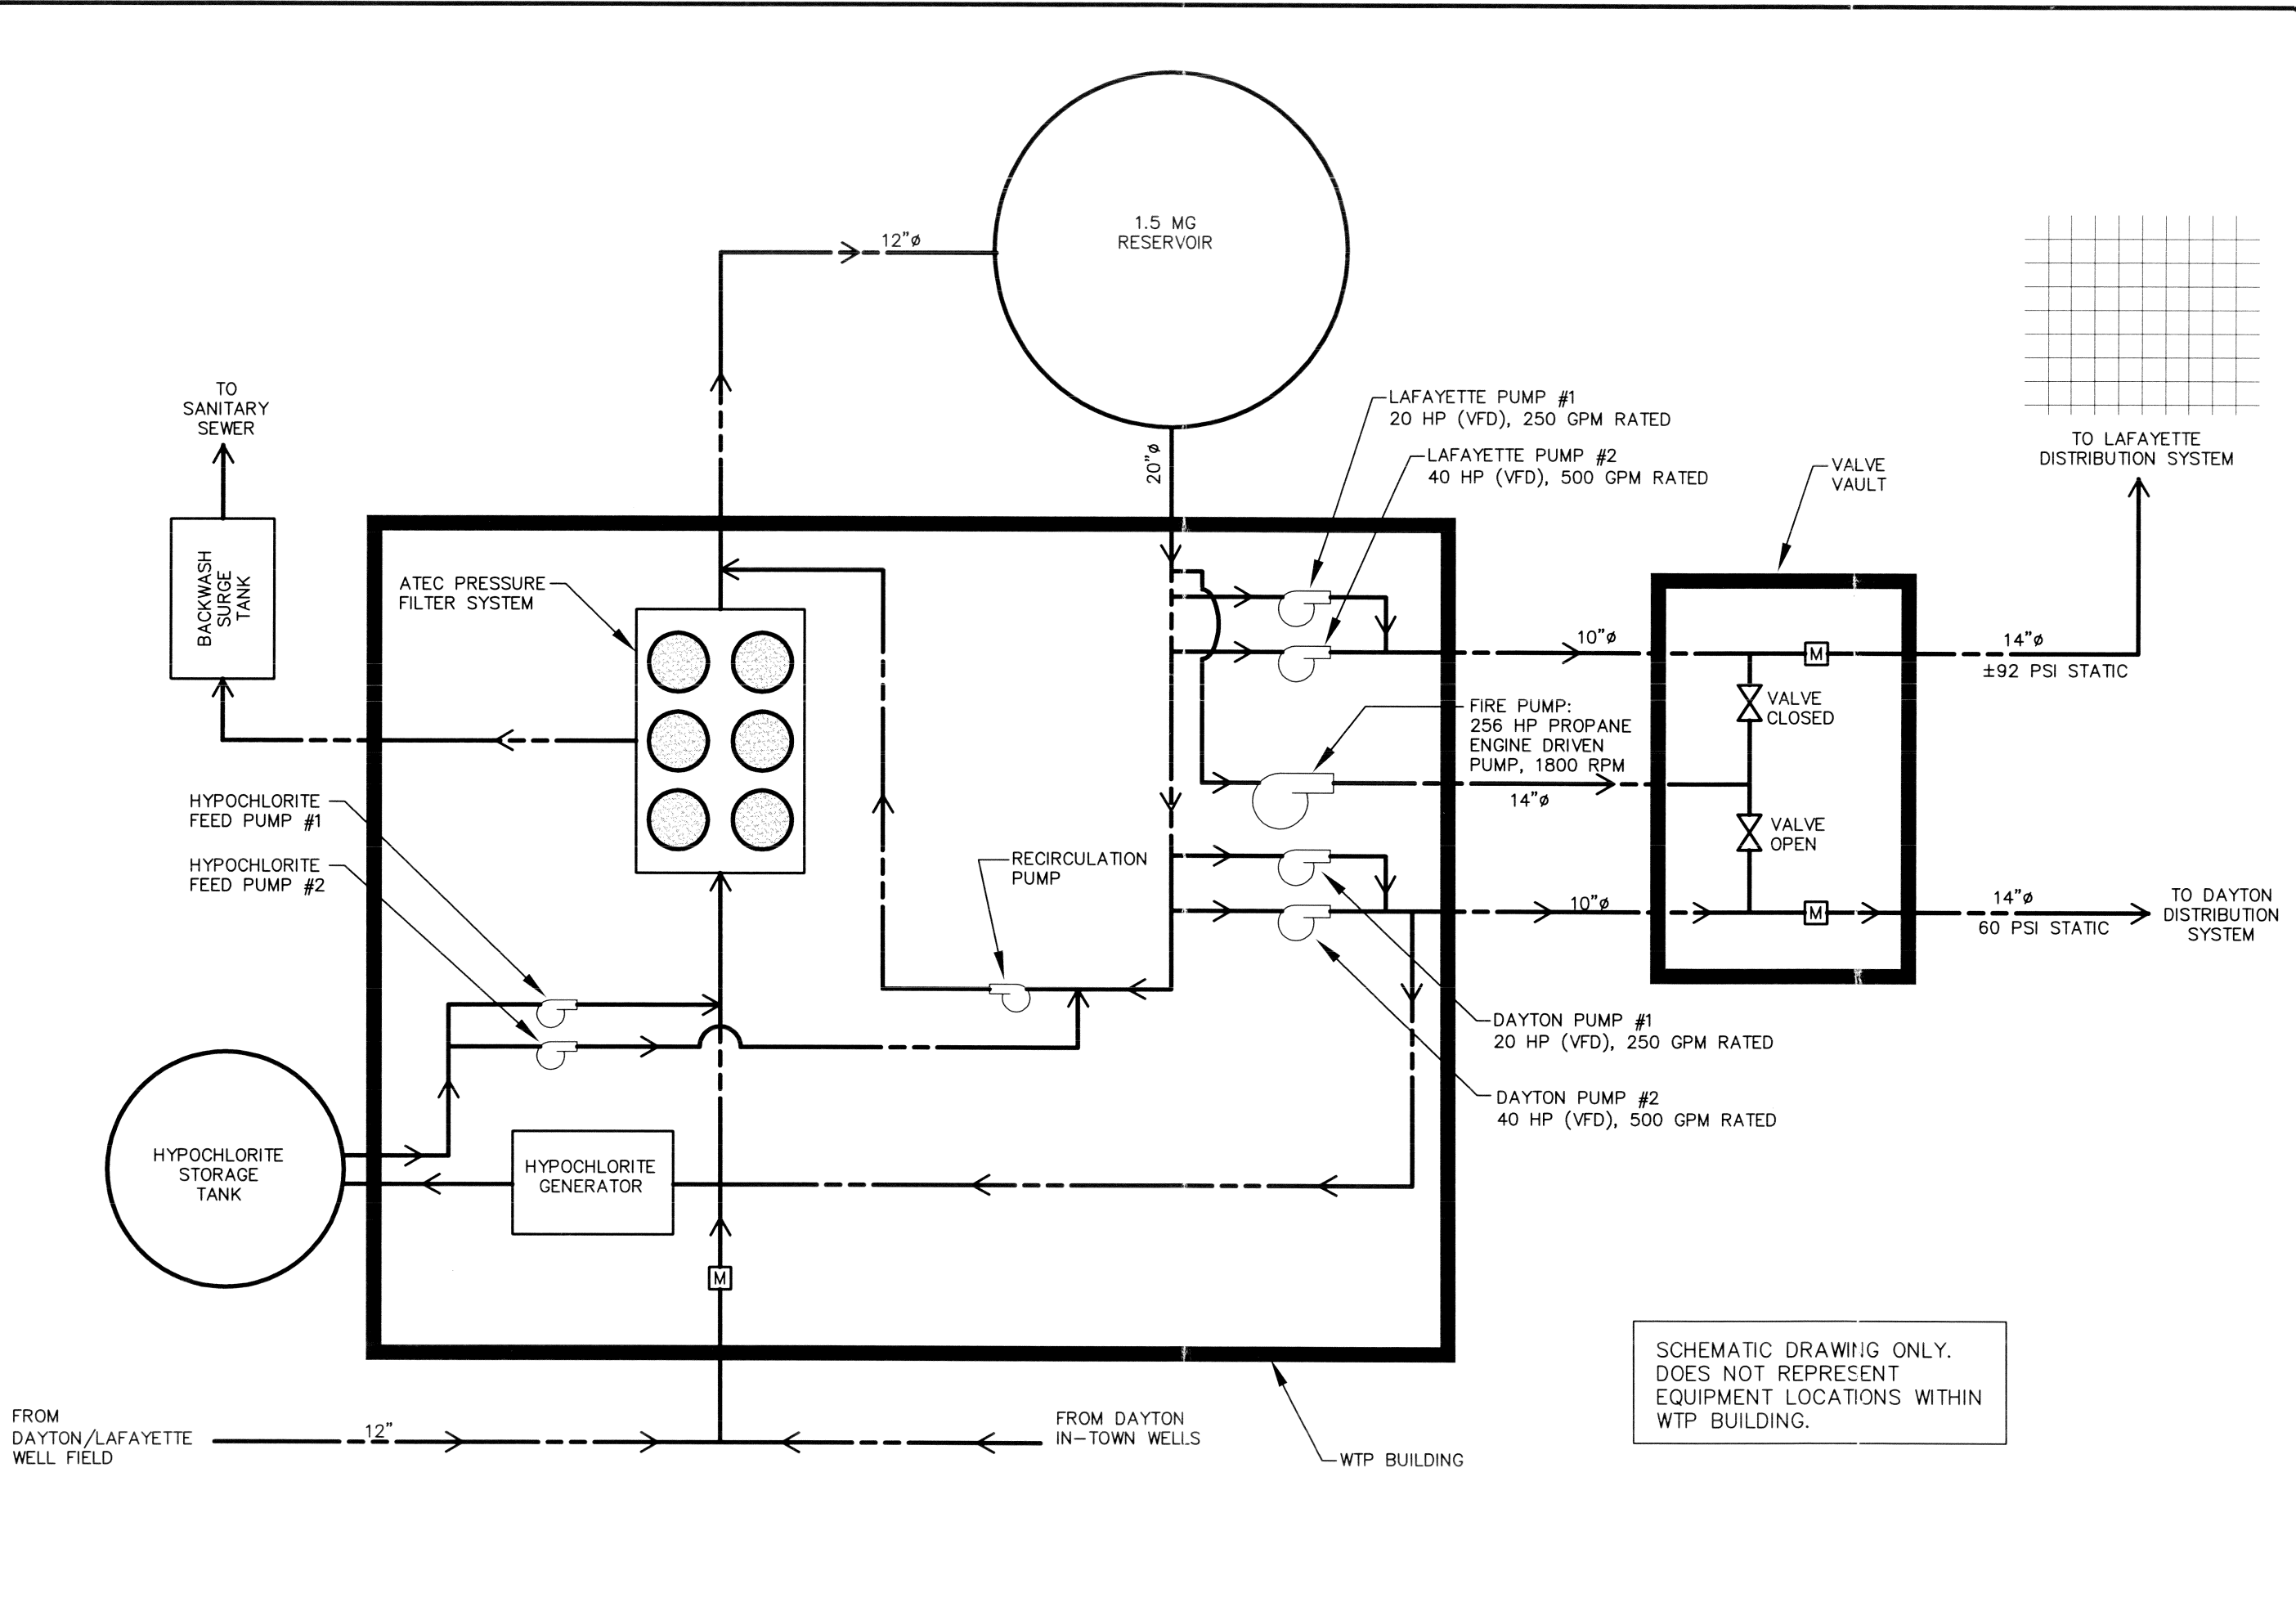 1.5 MG
RESERVOIR
12"ø
20"ø
TO
SANITARY
SEWER
BACKWASH
SURGE
TANK
ATEC PRESSURE
FILTER SYSTEM
LAFAYETTE PUMP #1
20 HP (VFD), 250 GPM RATED
LAFAYETTE PUMP #2
40 HP (VFD), 500 GPM RATED
VALVE
VAULT
TO LAFAYETTE
DISTRIBUTION SYSTEM
10"ø
M
14"ø
±92 PSI STATIC
VALVE
CLOSED
FIRE PUMP:
256 HP PROPANE
ENGINE DRIVEN
PUMP, 1800 RPM
14"ø
VALVE
OPEN
HYPOCHLORITE
FEED PUMP #1
HYPOCHLORITE
FEED PUMP #2
RECIRCULATION
PUMP
10"ø
M
14"ø
60 PSI STATIC
TO DAYTON
DISTRIBUTION
SYSTEM
DAYTON PUMP #1
20 HP (VFD), 250 GPM RATED
DAYTON PUMP #2
40 HP (VFD), 500 GPM RATED
HYPOCHLORITE
STORAGE
TANK
HYPOCHLORITE
GENERATOR
M
FROM
DAYTON/LAFAYETTE
WELL FIELD
12"
FROM DAYTON
IN-TOWN WELLS
WTP BUILDING
SCHEMATIC DRAWING ONLY.
DOES NOT REPRESENT
EQUIPMENT LOCATIONS WITHIN
WTP BUILDING.